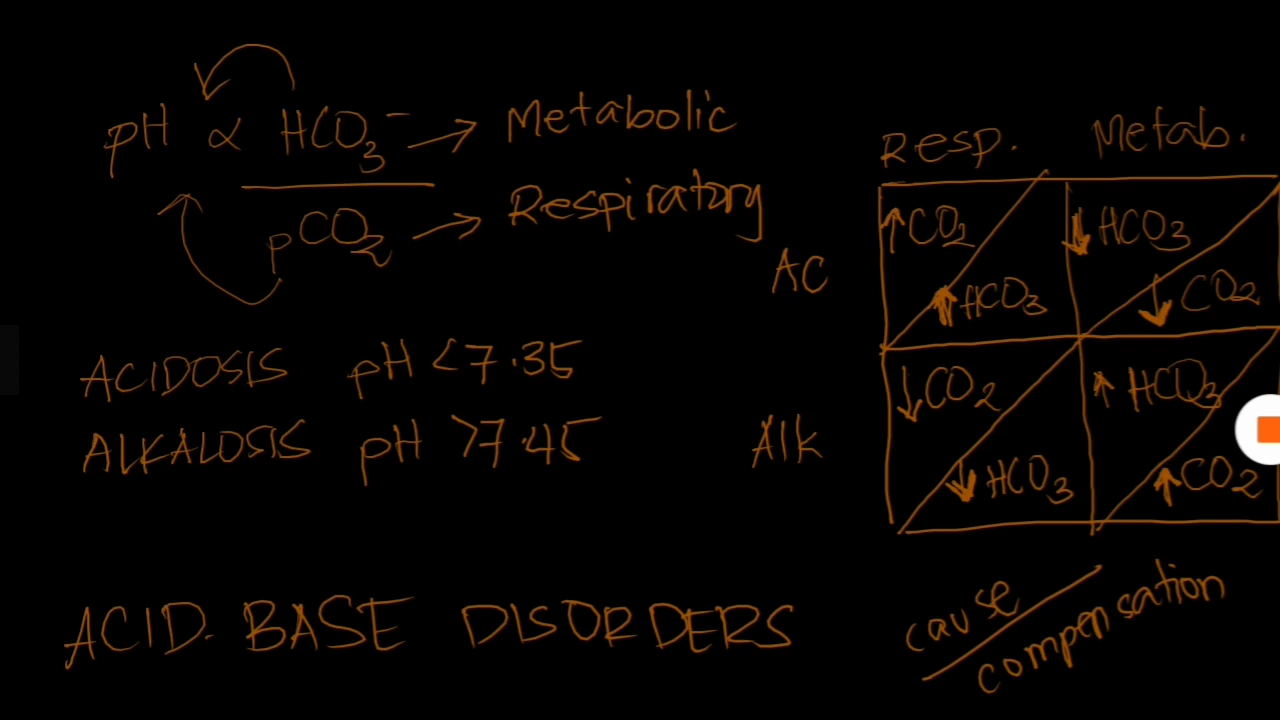 pH ∝ HCO3⁻ → Metabolic
pCO2 → Respiratory
ACIDOSIS pH <7.35
ALKALOSIS pH >7.45
ACID-BASE DISORDERS
Resp. Metab.
AC
↑CO2 ↓HCO3
↑HCO3 ↓CO2
Alk
↓CO2 ↑HCO3
↓HCO3 ↑CO2
cause
compensation